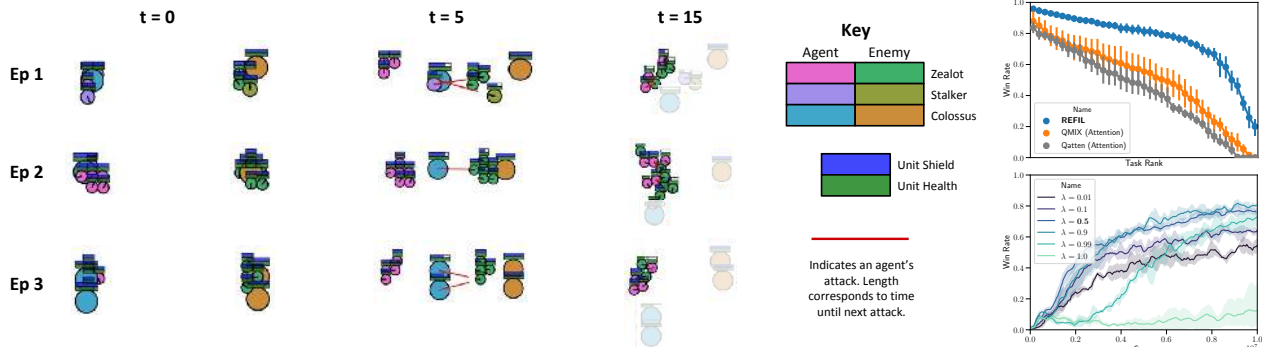 t = 0
t = 5
t = 15
Ep 1
Ep 2
Ep 3
Key
Agent Enemy
Zealot
Stalker
Colossus
Unit Shield
Unit Health
Indicates an agent's
attack. Length
corresponds to time
until next attack.
1.0
0.8
0.6
0.4
0.2
0.0
Win Rate
Name
REFIL
QMIX (Attention)
Qatten (Attention)
Task Rank
1.0
0.8
0.6
0.4
0.2
0.0
Win Rate
Name
λ = 0.01
λ = 0.1
λ = 0.5
λ = 0.9
λ = 0.99
λ = 1.0
0.0 0.2 0.4 0.6 0.8 1.0